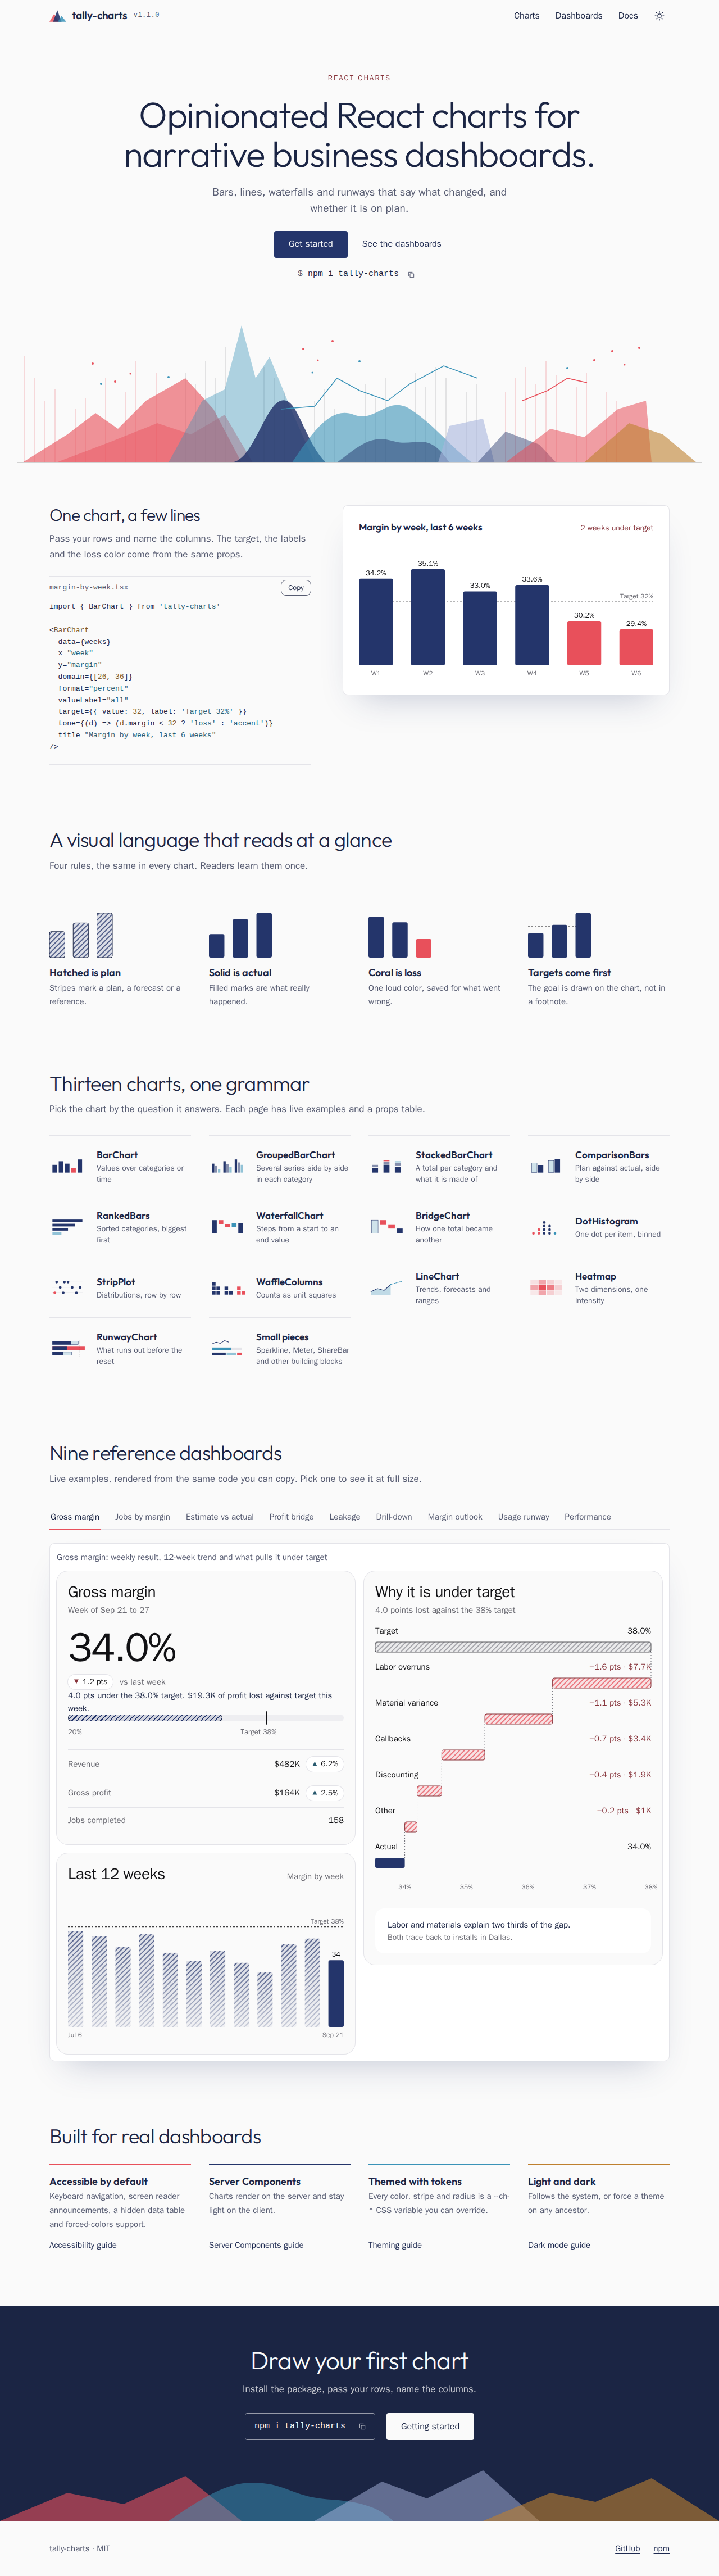 tally-charts v1.1.0
Charts Dashboards Docs
REACT CHARTS
Opinionated React charts for
narrative business dashboards.
Bars, lines, waterfalls and runways that say what changed, and
whether it is on plan.
Get started See the dashboards
$ npm i tally-charts
One chart, a few lines
Pass your rows and name the columns. The target, the labels
and the loss color come from the same props.
margin-by-week.tsx Copy
import { BarChart } from 'tally-charts'
<BarChart
data={weeks}
x="week"
y="margin"
domain={[26, 36]}
format="percent"
valueLabel="all"
target={{ value: 32, label: 'Target 32%' }}
tone={(d) => (d.margin < 32 ? 'loss' : 'accent')}
title="Margin by week, last 6 weeks"
/>
Margin by week, last 6 weeks 2 weeks under target
34.2% 35.1% 33.0% 33.6% 30.2% 29.4%
Target 32%
W1 W2 W3 W4 W5 W6
A visual language that reads at a glance
Four rules, the same in every chart. Readers learn them once.
Hatched is plan
Stripes mark a plan, a forecast or a
reference.
Solid is actual
Filled marks are what really
happened.
Coral is loss
One loud color, saved for what went
wrong.
Targets come first
The goal is drawn on the chart, not in
a footnote.
Thirteen charts, one grammar
Pick the chart by the question it answers. Each page has live examples and a props table.
BarChart
Values over categories or
time
GroupedBarChart
Several series side by side
in each category
StackedBarChart
A total per category and
what it is made of
ComparisonBars
Plan against actual, side
by side
RankedBars
Sorted categories, biggest
first
WaterfallChart
Steps from a start to an
end value
BridgeChart
How one total became
another
DotHistogram
One dot per item, binned
StripPlot
Distributions, row by row
WaffleColumns
Counts as unit squares
LineChart
Trends, forecasts and
ranges
Heatmap
Two dimensions, one
intensity
RunwayChart
What runs out before the
reset
Small pieces
Sparkline, Meter, ShareBar
and other building blocks
Nine reference dashboards
Live examples, rendered from the same code you can copy. Pick one to see it at full size.
Gross margin Jobs by margin Estimate vs actual Profit bridge Leakage Drill-down Margin outlook Usage runway Performance
Gross margin: weekly result, 12-week trend and what pulls it under target
Gross margin
Week of Sep 21 to 27
34.0%
▼ 1.2 pts vs last week
4.0 pts under the 38.0% target. $19.3K of profit lost against target this
week.
20% Target 38%
Revenue $482K ▲ 6.2%
Gross profit $164K ▲ 2.5%
Jobs completed 158
Last 12 weeks Margin by week
Target 38%
34
Jul 6 Sep 21
Why it is under target
4.0 points lost against the 38% target
Target 38.0%
Labor overruns −1.6 pts · $7.7K
Material variance −1.1 pts · $5.3K
Callbacks −0.7 pts · $3.4K
Discounting −0.4 pts · $1.9K
Other −0.2 pts · $1K
Actual 34.0%
34% 35% 36% 37% 38%
Labor and materials explain two thirds of the gap.
Both trace back to installs in Dallas.
Built for real dashboards
Accessible by default
Keyboard navigation, screen reader
announcements, a hidden data table
and forced-colors support.
Accessibility guide
Server Components
Charts render on the server and stay
light on the client.
Server Components guide
Themed with tokens
Every color, stripe and radius is a --ch-
* CSS variable you can override.
Theming guide
Light and dark
Follows the system, or force a theme
on any ancestor.
Dark mode guide
Draw your first chart
Install the package, pass your rows, name the columns.
npm i tally-charts Getting started
tally-charts · MIT GitHub npm